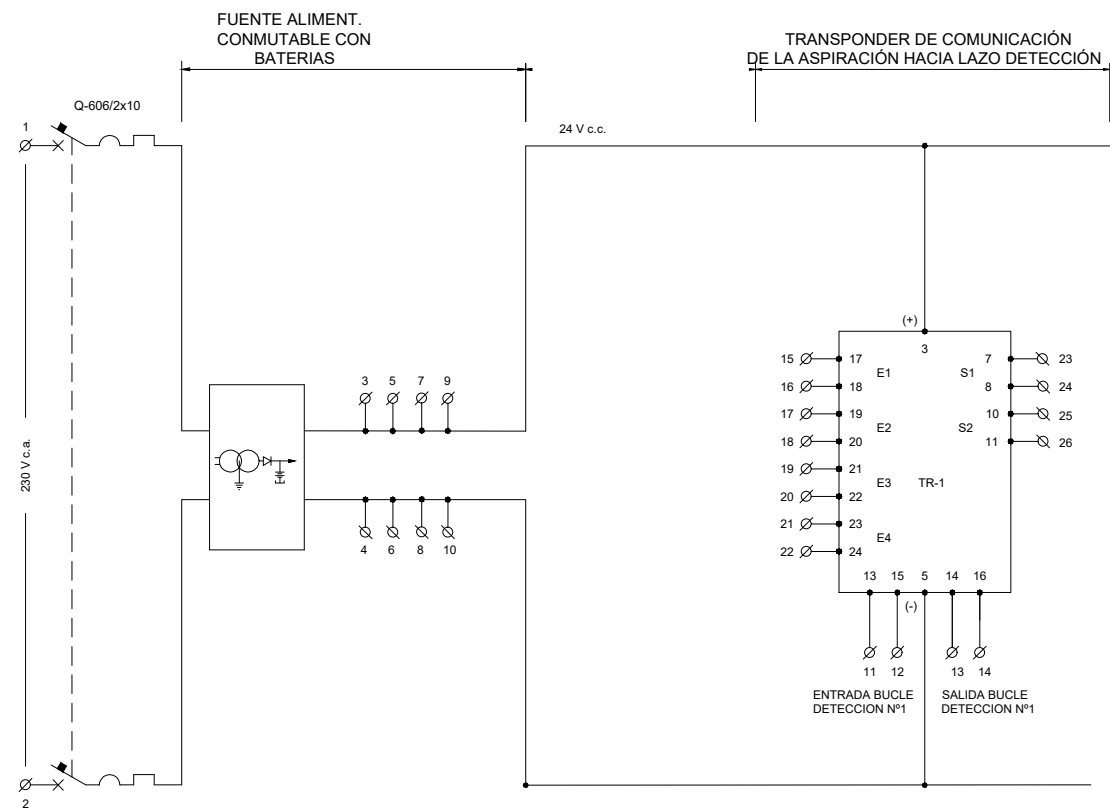 FUENTE ALIMENT.
CONMUTABLE CON
BATERIAS
TRANSPONDER DE COMUNICACIÓN
DE LA ASPIRACIÓN HACIA LAZO DETECCIÓN
Q-606/2x10
1
24 V c.c.
230 V c.a.
3 5 7 9
4 6 8 10
(+)
3
15 17 E1 S1 7 23
16 18 8 24
17 19 E2 S2 10 25
18 20 11 26
19 21 E3 TR-1
20 22
21 23 E4
22 24
13 15 5 14 16
(-)
11 12 13 14
ENTRADA BUCLE
DETECCION Nº1
SALIDA BUCLE
DETECCION Nº1
2